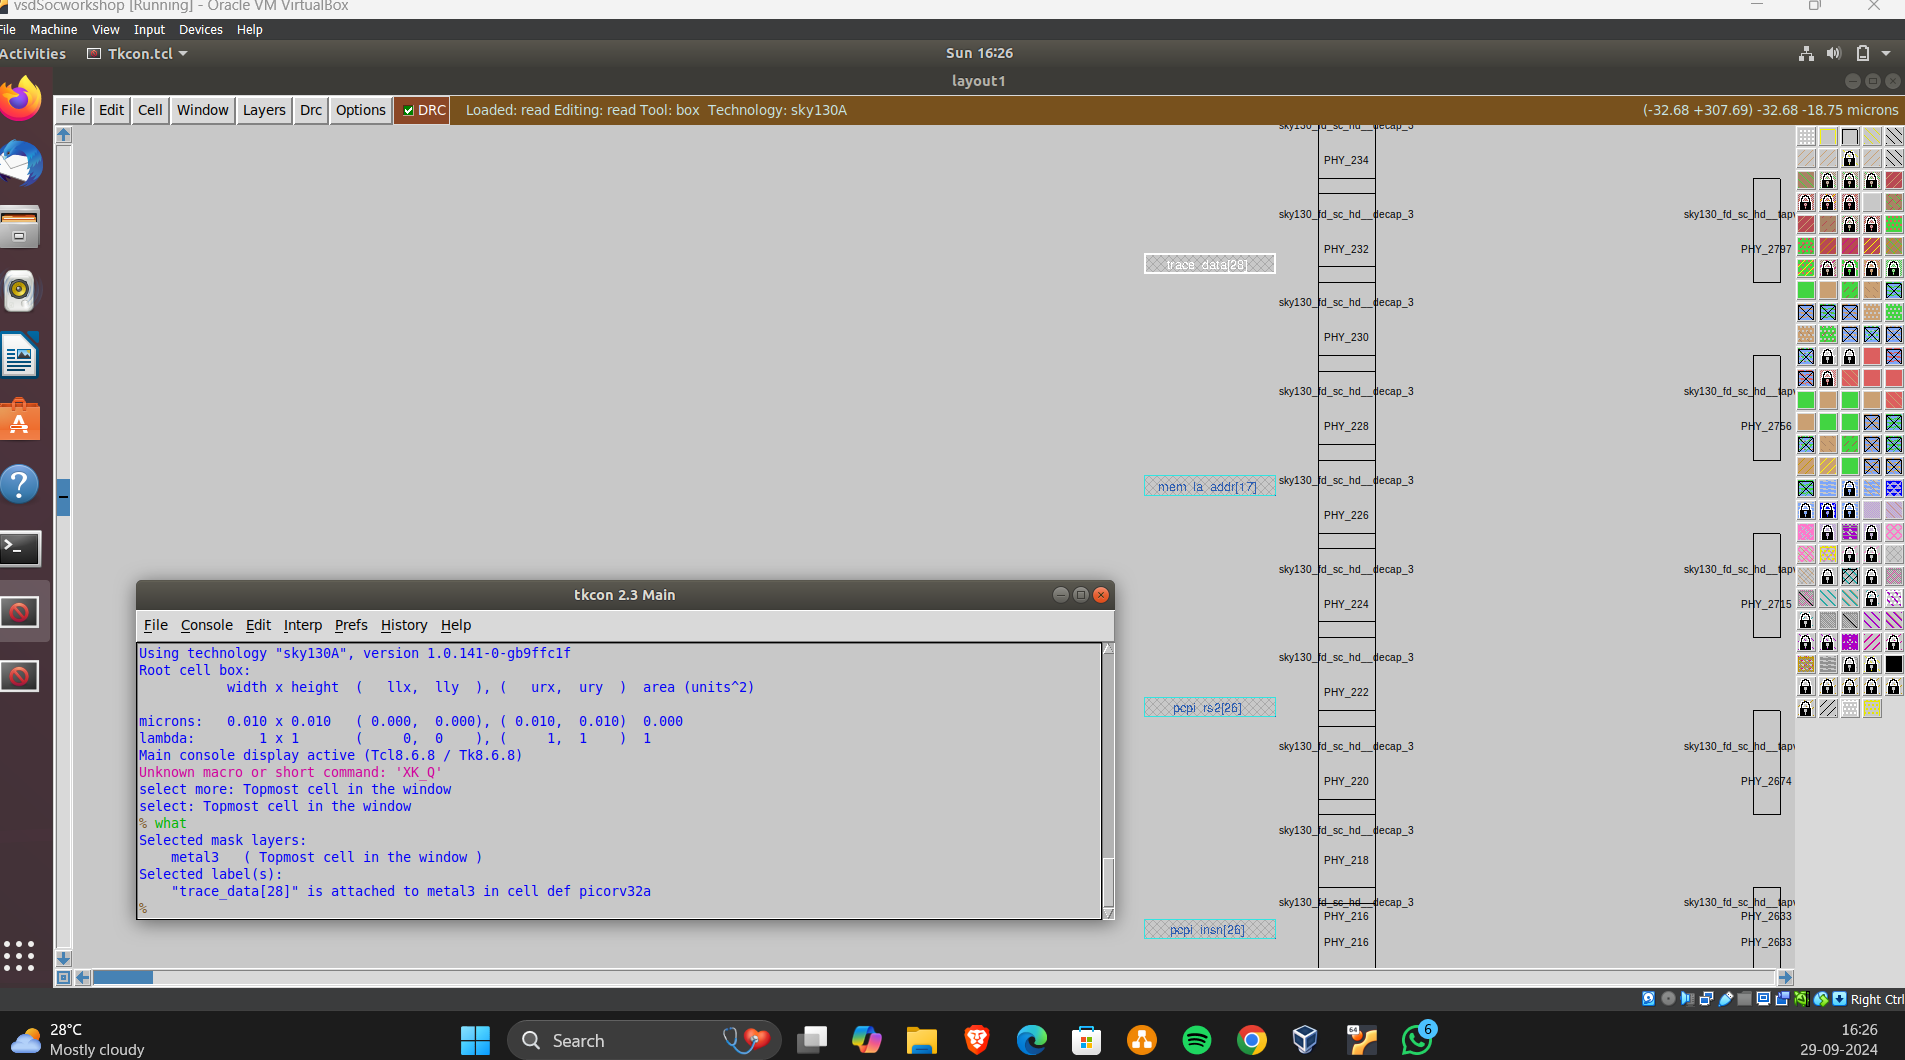 vsdSocworkshop [Running] - Oracle VM VirtualBox
File Machine View Input Devices Help
Activities Tkcon.tcl Sun 16:26
layout1
File Edit Cell Window Layers Drc Options DRC Loaded: read Editing: read Tool: box Technology: sky130A (-32.68 +307.69) -32.68 -18.75 microns
sky130_fd_sc_hd__decap_3
PHY_234
sky130_fd_sc_hd__decap_3 sky130_fd_sc_hd__tapv
PHY_232 PHY_2797
trace_data[28]
sky130_fd_sc_hd__decap_3
PHY_230
sky130_fd_sc_hd__decap_3 sky130_fd_sc_hd__tapv
PHY_228 PHY_2756
sky130_fd_sc_hd__decap_3
mem_la_addr[17]
PHY_226
sky130_fd_sc_hd__decap_3 sky130_fd_sc_hd__tapv
PHY_224 PHY_2715
sky130_fd_sc_hd__decap_3
PHY_222
pcpi_rs2[26]
sky130_fd_sc_hd__decap_3 sky130_fd_sc_hd__tapv
PHY_220 PHY_2674
sky130_fd_sc_hd__decap_3
PHY_218
sky130_fd_sc_hd__decap_3 sky130_fd_sc_hd__tapv
PHY_216 PHY_2633
pcpi_insn[26]
PHY_216 PHY_2633
tkcon 2.3 Main
File Console Edit Interp Prefs History Help
Using technology "sky130A", version 1.0.141-0-gb9ffc1f
Root cell box:
width x height ( llx, lly ), ( urx, ury ) area (units^2)
microns: 0.010 x 0.010 ( 0.000, 0.000), ( 0.010, 0.010) 0.000
lambda: 1 x 1 ( 0, 0 ), ( 1, 1 ) 1
Main console display active (Tcl8.6.8 / Tk8.6.8)
Unknown macro or short command: 'XK_Q'
select more: Topmost cell in the window
select: Topmost cell in the window
% what
Selected mask layers:
metal3 ( Topmost cell in the window )
Selected label(s):
"trace_data[28]" is attached to metal3 in cell def picorv32a
%
Right Ctrl
28°C
Mostly cloudy
Search
64
6
16:26
29-09-2024